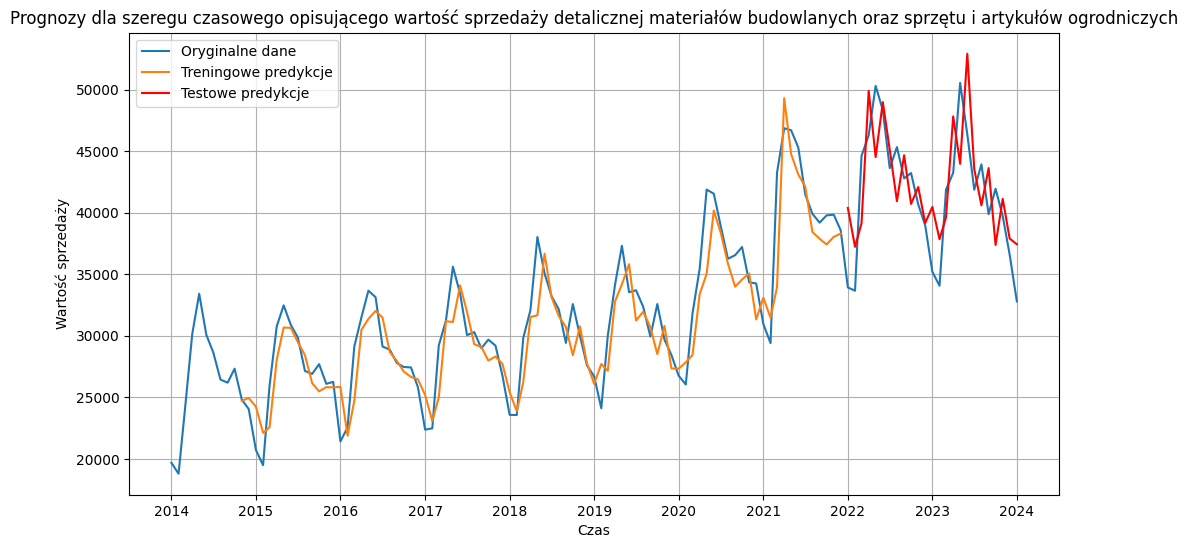 Prognozy dla szeregu czasowego opisującego wartość sprzedaży detalicznej materiałów budowlanych oraz sprzętu i artykułów ogrodniczych
Oryginalne dane
Treningowe predykcje
Testowe predykcje
Wartość sprzedaży
50000
45000
40000
35000
30000
25000
20000
2014 2015 2016 2017 2018 2019 2020 2021 2022 2023 2024
Czas